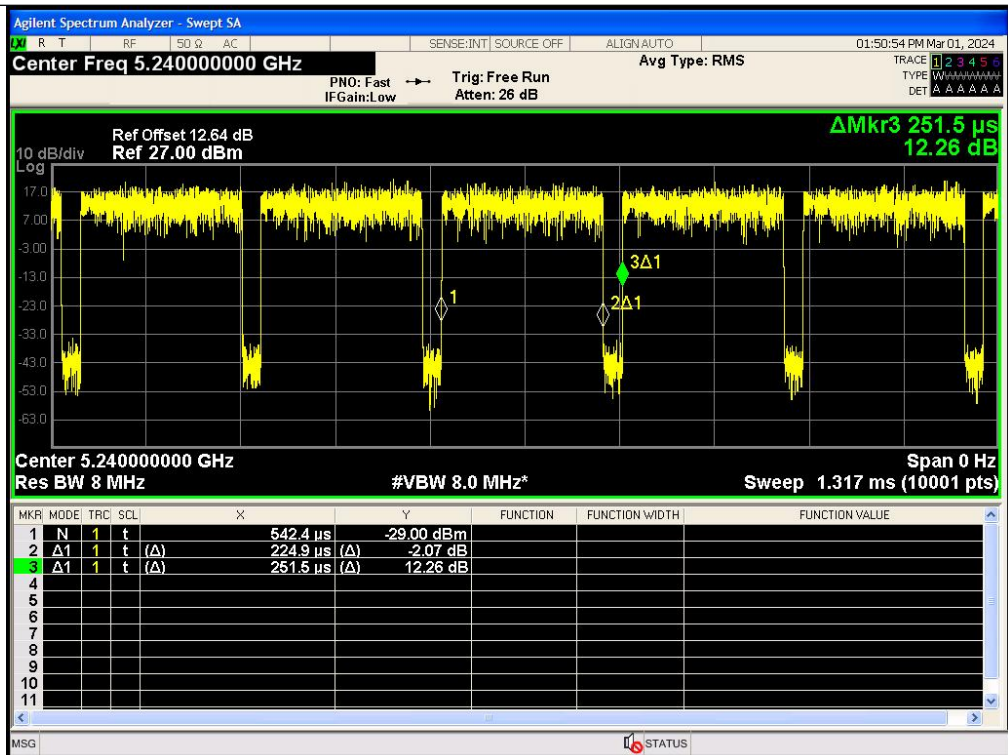 Agilent Spectrum Analyzer - Swept SA
LXI R T RF 50 Ω AC SENSE:INT SOURCE OFF ALIGN AUTO 01:50:54 PM Mar 01, 2024
Center Freq 5.240000000 GHz Avg Type: RMS TRACE 1 2 3 4 5 6
PNO: Fast Trig: Free Run TYPE WWWWWW
IFGain:Low Atten: 26 dB DET A A A A A A
ΔMkr3 251.5 µs
Ref Offset 12.64 dB 12.26 dB
10 dB/div Ref 27.00 dBm
Log
17.0
7.00
-3.00
3Δ1
-13.0
1 2Δ1
-23.0
-33.0
-43.0
-53.0
-63.0
Center 5.240000000 GHz Span 0 Hz
Res BW 8 MHz #VBW 8.0 MHz* Sweep 1.317 ms (10001 pts)
MKR MODE TRC SCL X Y FUNCTION FUNCTION WIDTH FUNCTION VALUE
1 N 1 t 542.4 µs -29.00 dBm
2 Δ1 1 t (Δ) 224.9 µs (Δ) -2.07 dB
3 Δ1 1 t (Δ) 251.5 µs (Δ) 12.26 dB
4
5
6
7
8
9
10
11
MSG STATUS